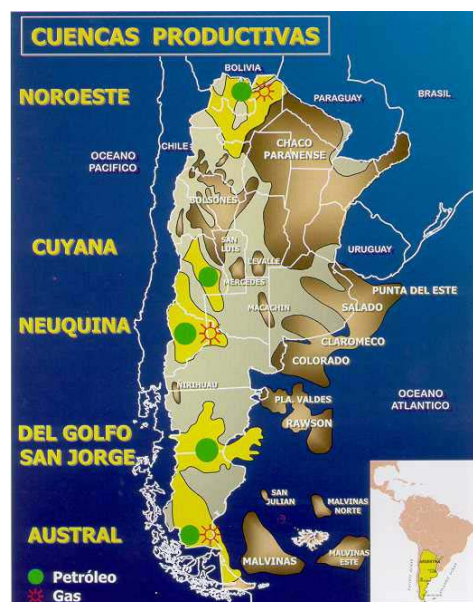 CUENCAS PRODUCTIVAS
BOLIVIA
NOROESTE
PARAGUAY
BRASIL
CHILE
CHACO
PARANENSE
OCEANO
PACIFICO
BOLSONES
CUYANA
SAN
LUIS
LEVALLE
MERCEDES
URUGUAY
PUNTA DEL ESTE
MACACHIN
SALADO
NEUQUINA
CLAROMECO
COLORADO
ÑIRIHUAU
PLA. VALDES
OCEANO
ATLANTICO
RAWSON
DEL GOLFO
SAN JORGE
SAN
JULIAN
MALVINAS
NORTE
AUSTRAL
MALVINAS
MALVINAS
ESTE
ARGENTINA
Petróleo
Gas